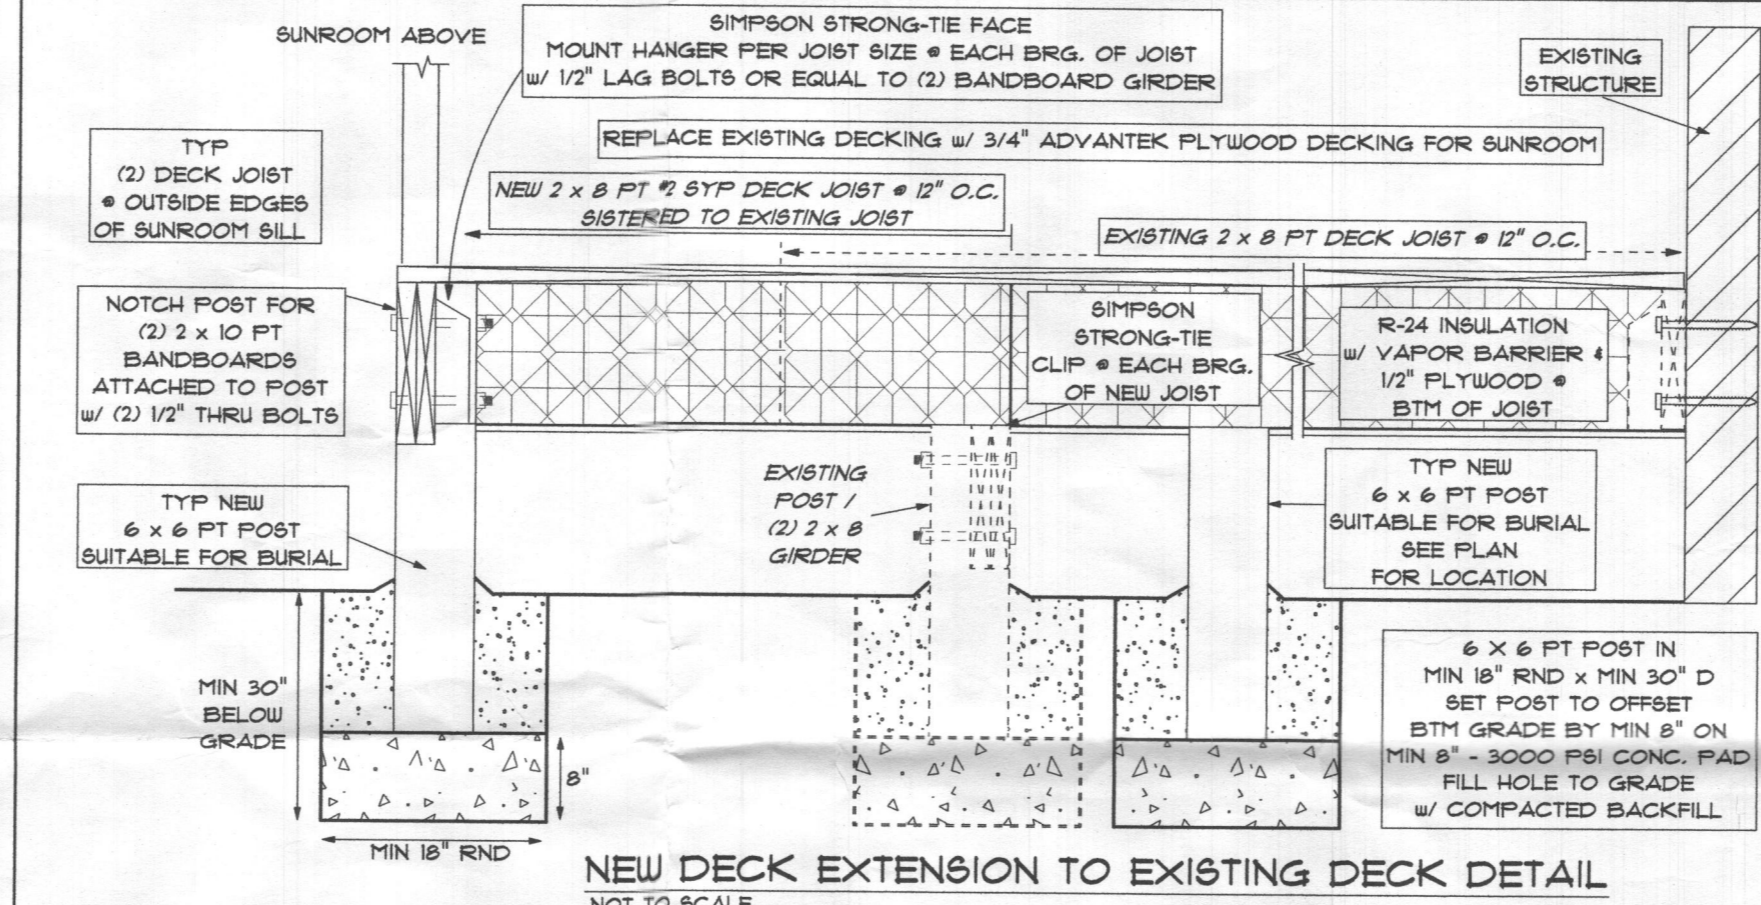 SUNROOM ABOVE
SIMPSON STRONG-TIE FACE
MOUNT HANGER PER JOIST SIZE @ EACH BRG. OF JOIST
w/ 1/2" LAG BOLTS OR EQUAL TO (2) BANDBOARD GIRDER
EXISTING
STRUCTURE
REPLACE EXISTING DECKING w/ 3/4" ADVANTEK PLYWOOD DECKING FOR SUNROOM
TYP
(2) DECK JOIST
@ OUTSIDE EDGES
OF SUNROOM SILL
NEW 2 x 8 PT #2 SYP DECK JOIST @ 12" O.C.
SISTERED TO EXISTING JOIST
EXISTING 2 x 8 PT DECK JOIST @ 12" O.C.
NOTCH POST FOR
(2) 2 x 10 PT
BANDBOARDS
ATTACHED TO POST
w/ (2) 1/2" THRU BOLTS
SIMPSON
STRONG-TIE
CLIP @ EACH BRG.
OF NEW JOIST
R-24 INSULATION
w/ VAPOR BARRIER &
1/2" PLYWOOD @
BTM OF JOIST
TYP NEW
6 x 6 PT POST
SUITABLE FOR BURIAL
EXISTING
POST /
(2) 2 x 8
GIRDER
TYP NEW
6 x 6 PT POST
SUITABLE FOR BURIAL
SEE PLAN
FOR LOCATION
MIN 30"
BELOW
GRADE
8"
MIN 18" RND
6 X 6 PT POST IN
MIN 18" RND x MIN 30" D
SET POST TO OFFSET
BTM GRADE BY MIN 8" ON
MIN 8" - 3000 PSI CONC. PAD
FILL HOLE TO GRADE
w/ COMPACTED BACKFILL
NEW DECK EXTENSION TO EXISTING DECK DETAIL
NOT TO SCALE